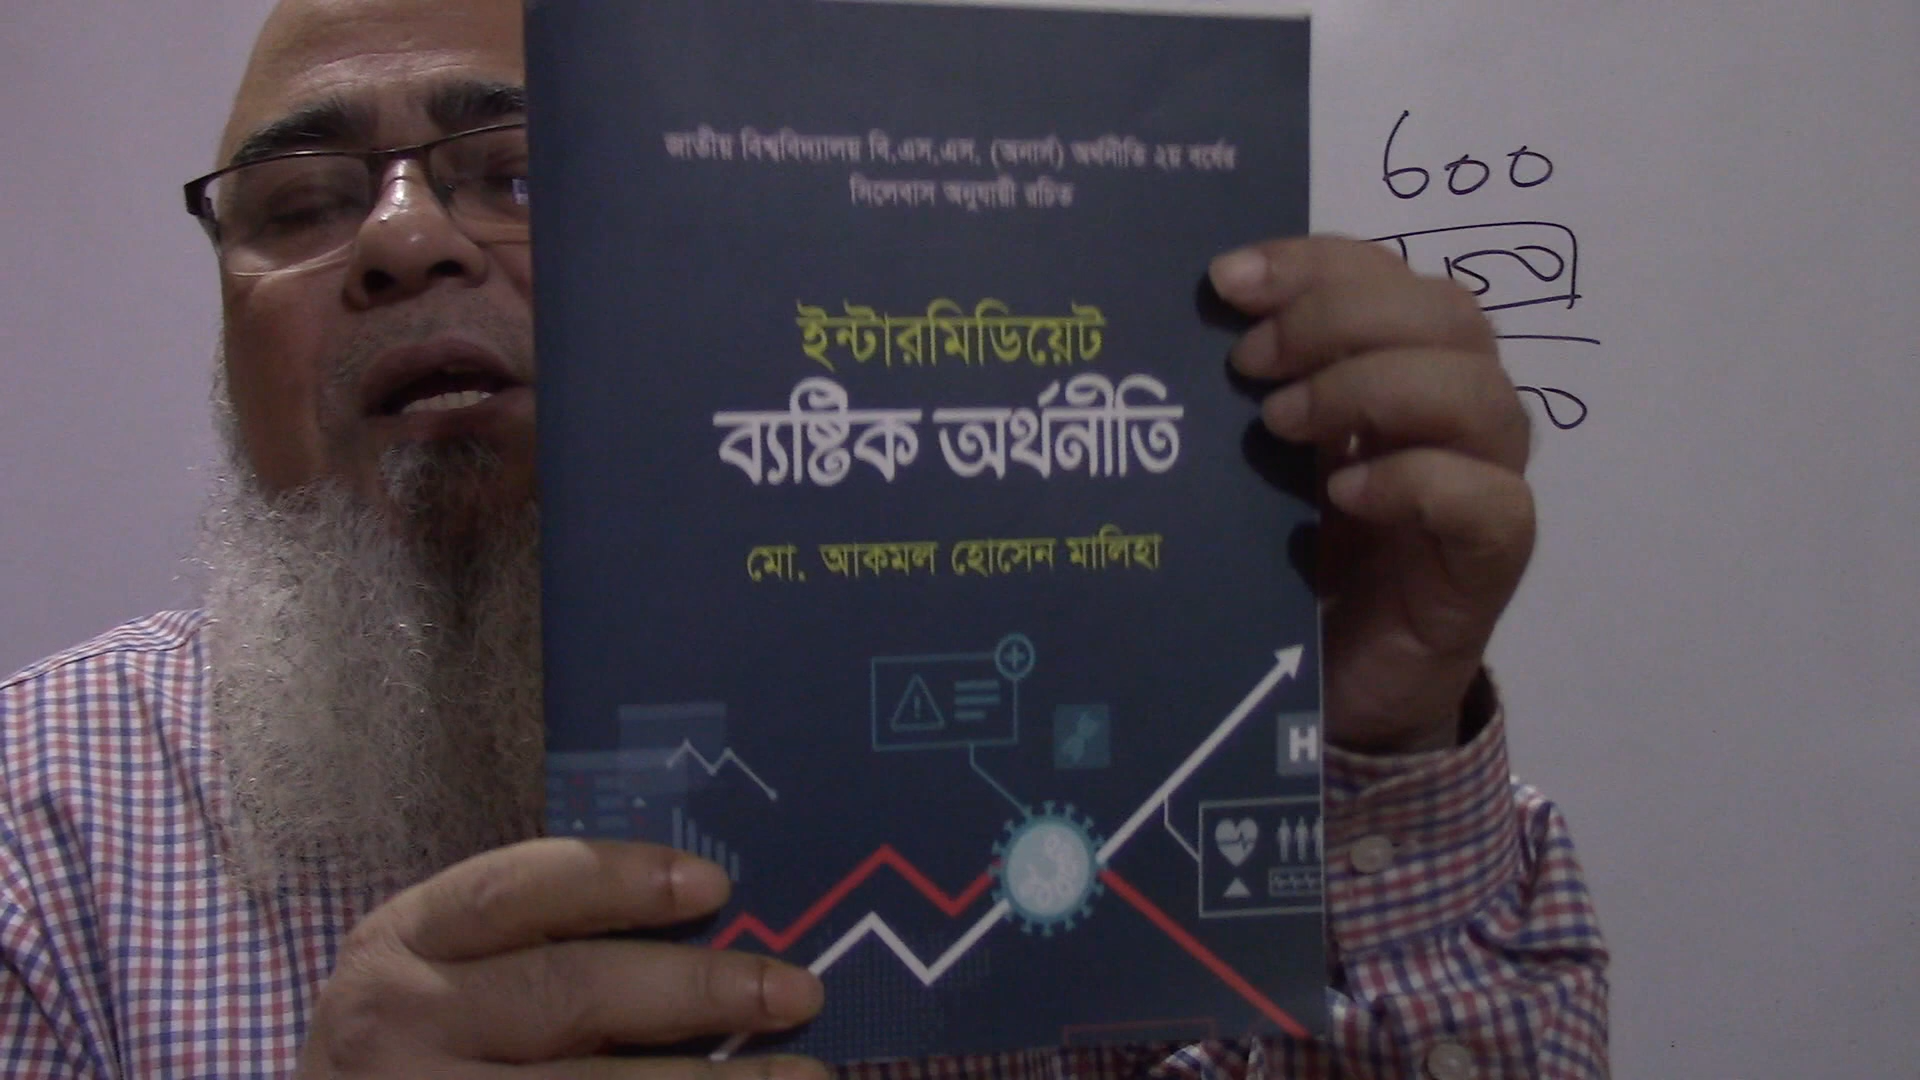 জাতীয় বিশ্ববিদ্যালয় বি.এস.এস. (অনার্স) অর্থনীতি ২য় বর্ষের
সিলেবাস অনুযায়ী রচিত
ইন্টারমিডিয়েট
ব্যষ্টিক অর্থনীতি
মো. আকমল হোসেন মালিহা
H
600